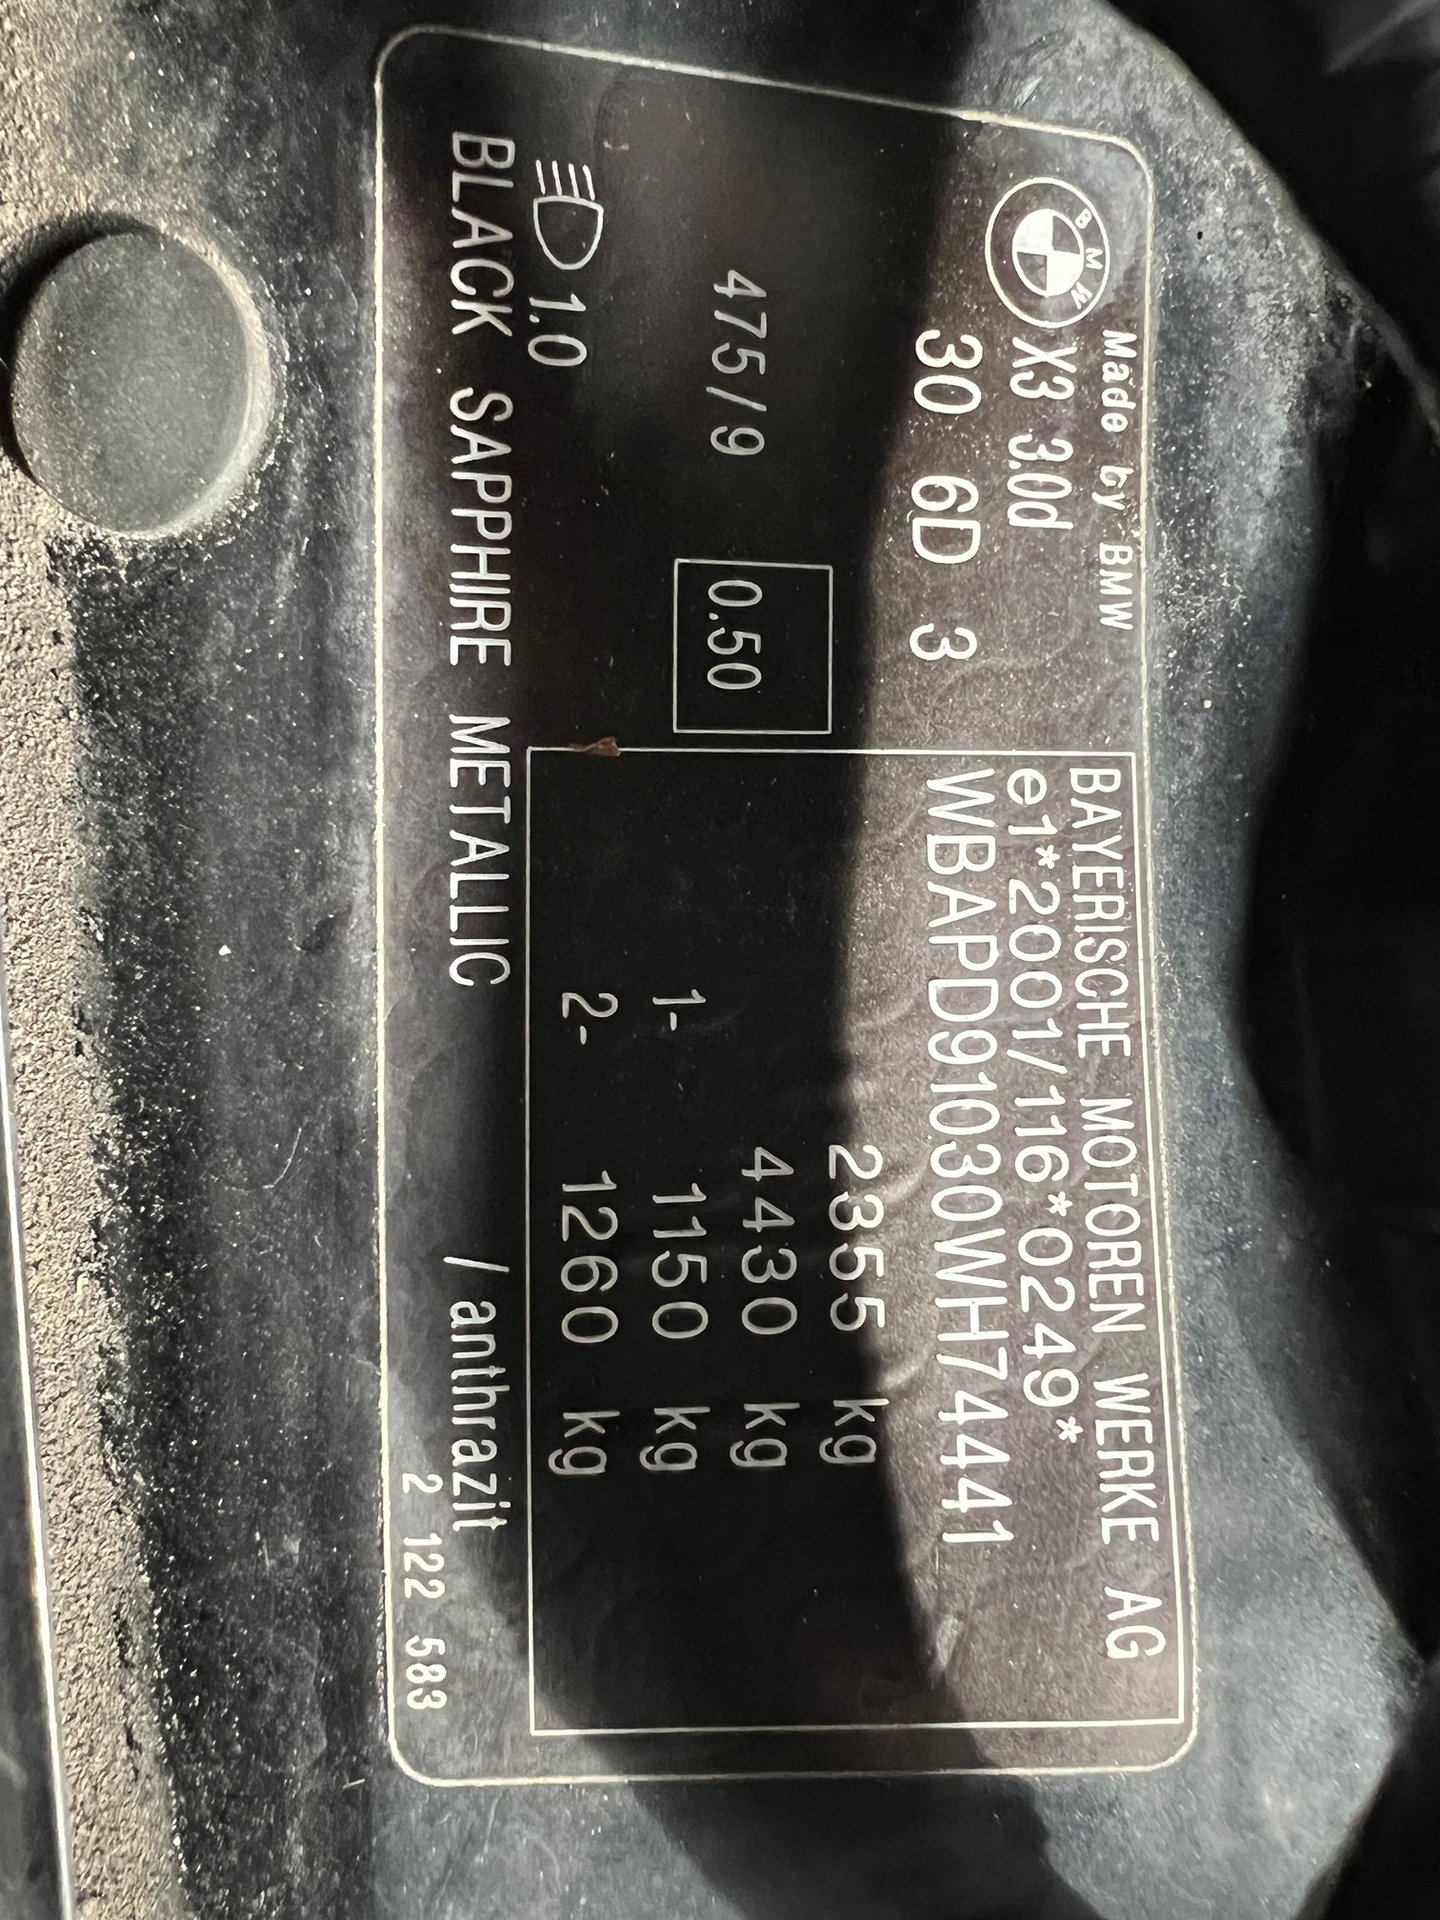 BMW
Made by BMW
X3 3.0d
30 6D 3
475/9
0.50
1.0
BAYERISCHE MOTOREN WERKE AG
e1*2001/116*0249*
WBAPD91030WH74441
2355 kg
4430 kg
1- 1150 kg
2- 1260 kg
BLACK SAPPHIRE METALLIC / anthrazit
2 122 583